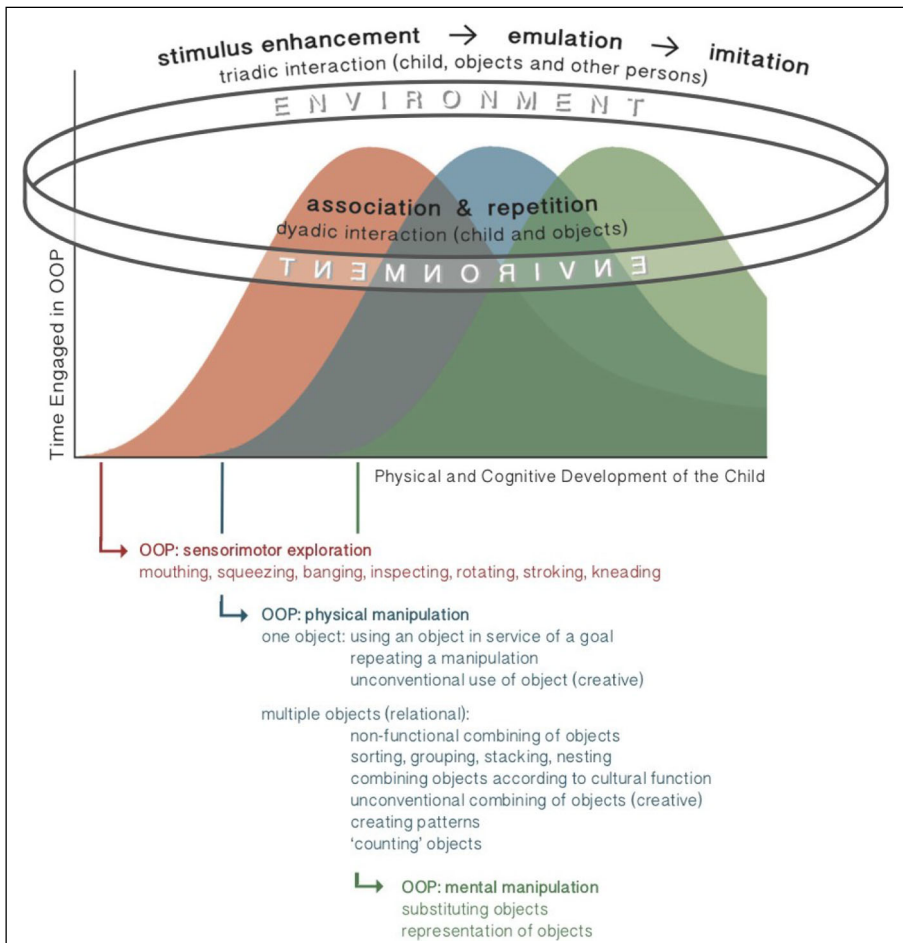 stimulus enhancement → emulation → imitation
triadic interaction (child, objects and other persons)
ENVIRONMENT
association & repetition
dyadic interaction (child and objects)
ENVIRONMENT
Time Engaged in OOP
Physical and Cognitive Development of the Child
OOP: sensorimotor exploration
mouthing, squeezing, banging, inspecting, rotating, stroking, kneading
OOP: physical manipulation
one object: using an object in service of a goal
repeating a manipulation
unconventional use of object (creative)
multiple objects (relational):
non-functional combining of objects
sorting, grouping, stacking, nesting
combining objects according to cultural function
unconventional combining of objects (creative)
creating patterns
‘counting’ objects
OOP: mental manipulation
substituting objects
representation of objects